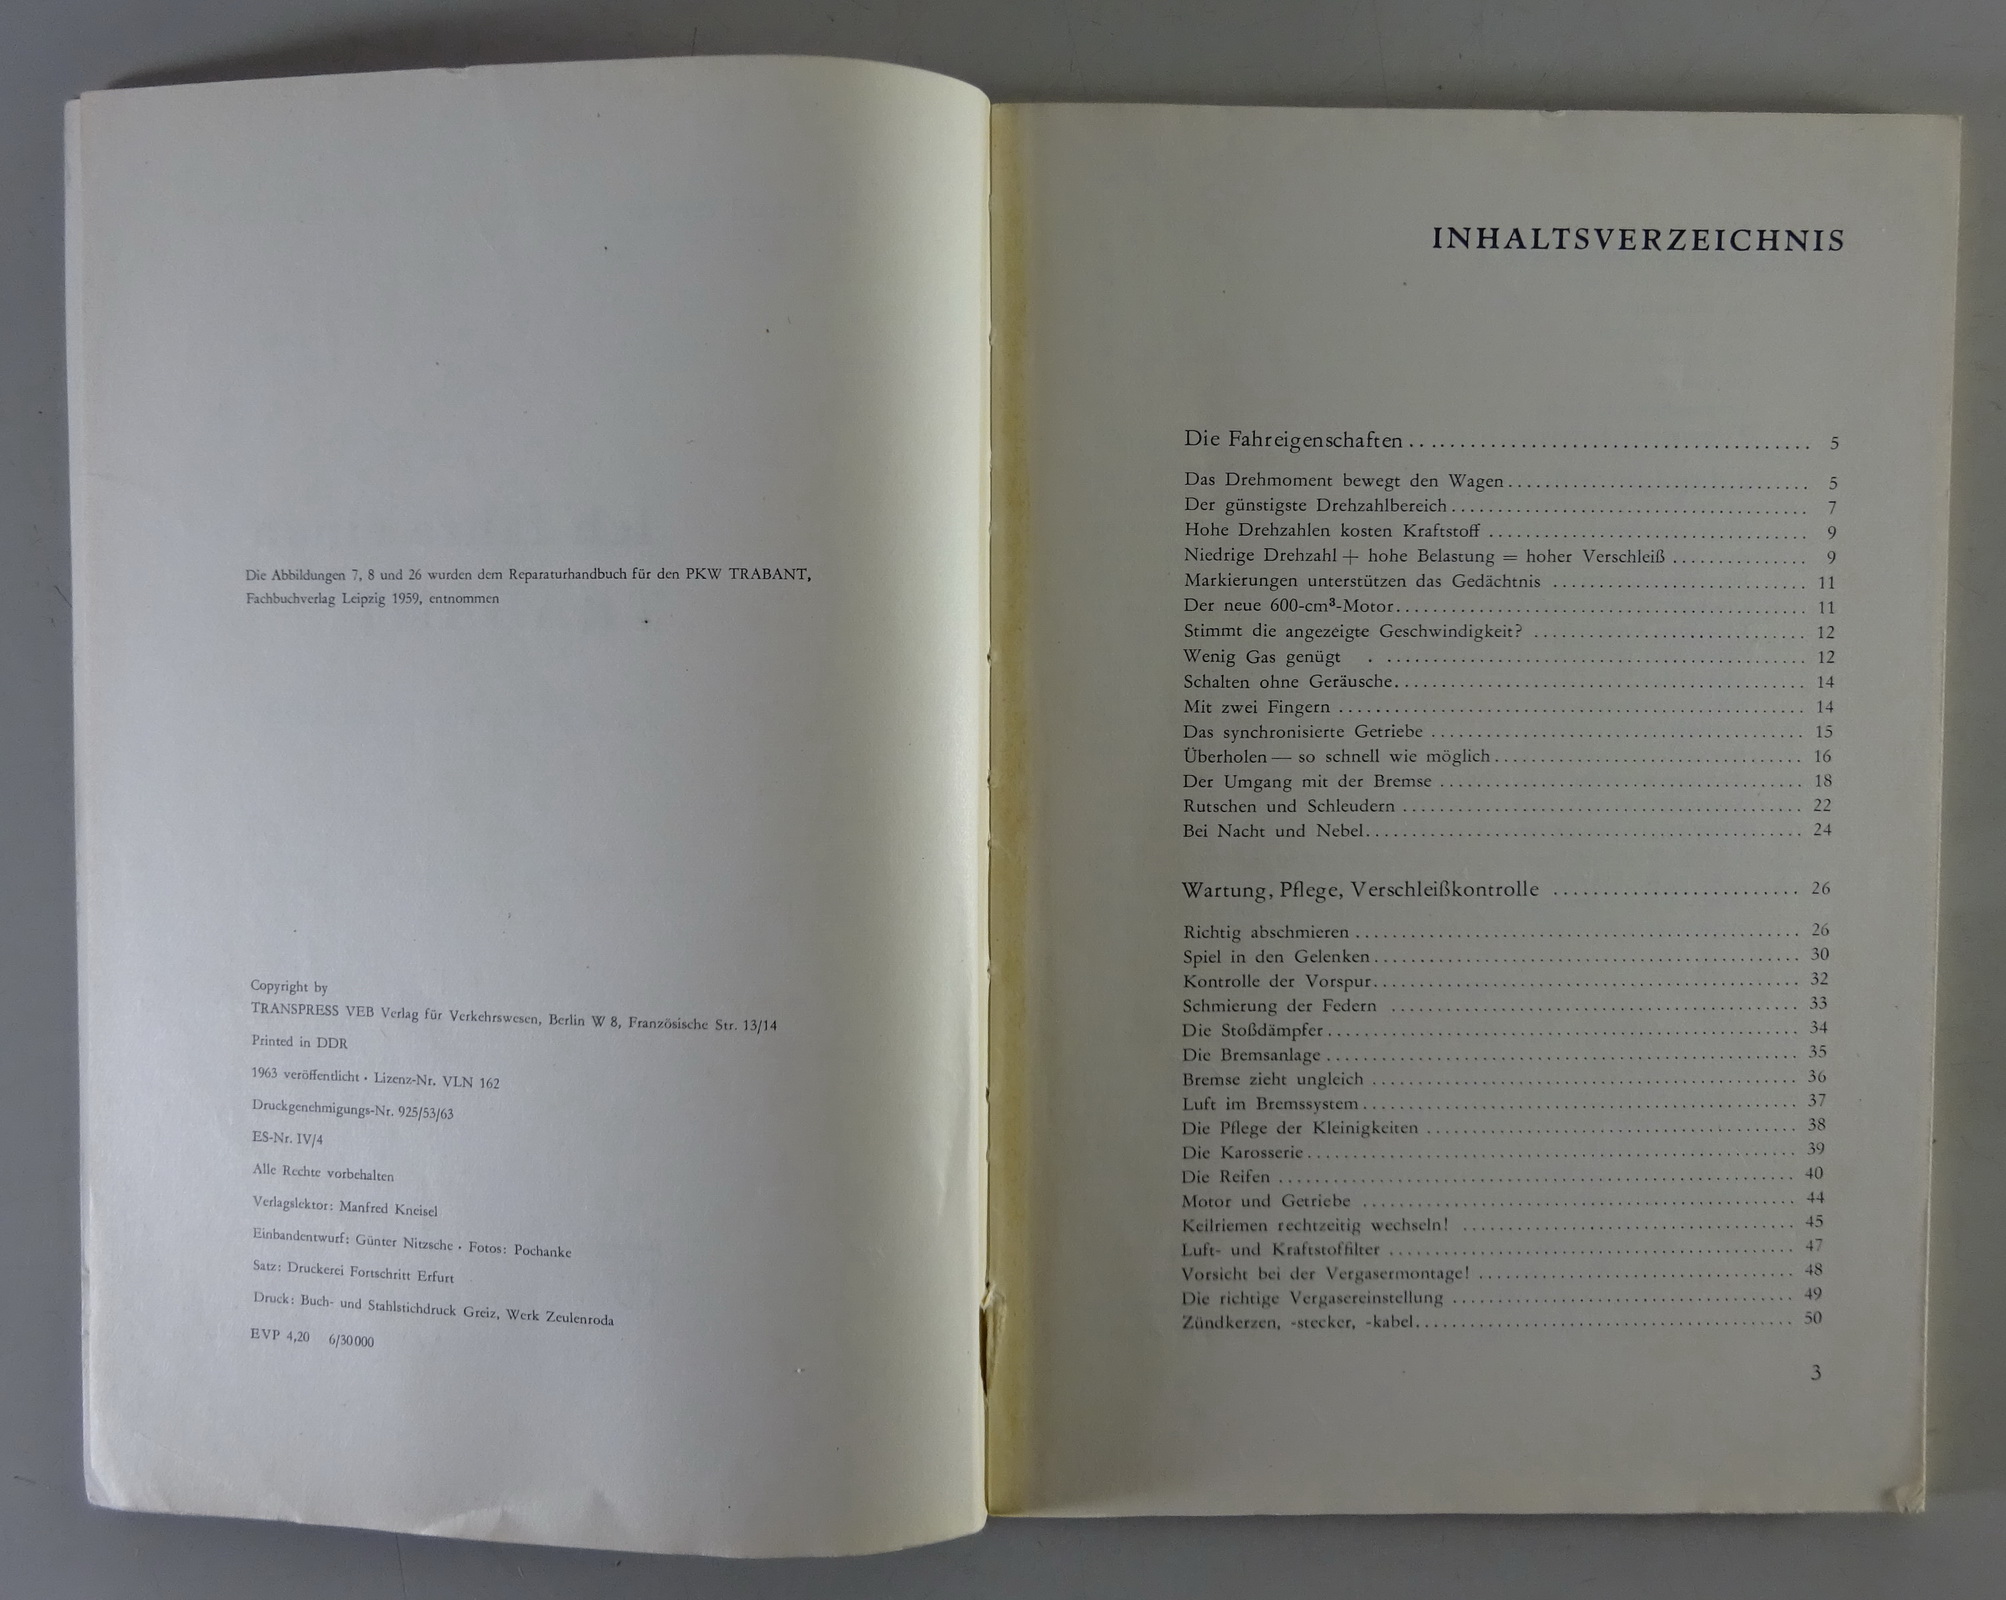 Die Abbildungen 7, 8 und 26 wurden dem Reparaturhandbuch für den PKW TRABANT,
Fachbuchverlag Leipzig 1959, entnommen
Copyright by
TRANSPRESS VEB Verlag für Verkehrswesen, Berlin W 8, Französische Str. 13/14
Printed in DDR
1963 veröffentlicht · Lizenz-Nr. VLN 162
Druckgenehmigungs-Nr. 925/53/63
ES-Nr. IV/4
Alle Rechte vorbehalten
Verlagslektor: Manfred Kneisel
Einbandentwurf: Günter Nitzsche · Fotos: Pochanke
Satz: Druckerei Fortschritt Erfurt
Druck: Buch- und Stahlstichdruck Greiz, Werk Zeulenroda
EVP 4,20 6/30000
INHALTSVERZEICHNIS
Die Fahreigenschaften ........ 5
Das Drehmoment bewegt den Wagen ........ 5
Der günstigste Drehzahlbereich ........ 7
Hohe Drehzahlen kosten Kraftstoff ........ 9
Niedrige Drehzahl + hohe Belastung = hoher Verschleiß ........ 9
Markierungen unterstützen das Gedächtnis ........ 11
Der neue 600-cm³-Motor ........ 11
Stimmt die angezeigte Geschwindigkeit? ........ 12
Wenig Gas genügt ........ 12
Schalten ohne Geräusche ........ 14
Mit zwei Fingern ........ 14
Das synchronisierte Getriebe ........ 15
Überholen — so schnell wie möglich ........ 16
Der Umgang mit der Bremse ........ 18
Rutschen und Schleudern ........ 22
Bei Nacht und Nebel ........ 24
Wartung, Pflege, Verschleißkontrolle ........ 26
Richtig abschmieren ........ 26
Spiel in den Gelenken ........ 30
Kontrolle der Vorspur ........ 32
Schmierung der Federn ........ 33
Die Stoßdämpfer ........ 34
Die Bremsanlage ........ 35
Bremse zieht ungleich ........ 36
Luft im Bremssystem ........ 37
Die Pflege der Kleinigkeiten ........ 38
Die Karosserie ........ 39
Die Reifen ........ 40
Motor und Getriebe ........ 44
Keilriemen rechtzeitig wechseln! ........ 45
Luft- und Kraftstoffilter ........ 47
Vorsicht bei der Vergasermontage! ........ 48
Die richtige Vergasereinstellung ........ 49
Zündkerzen, -stecker, -kabel ........ 50
3